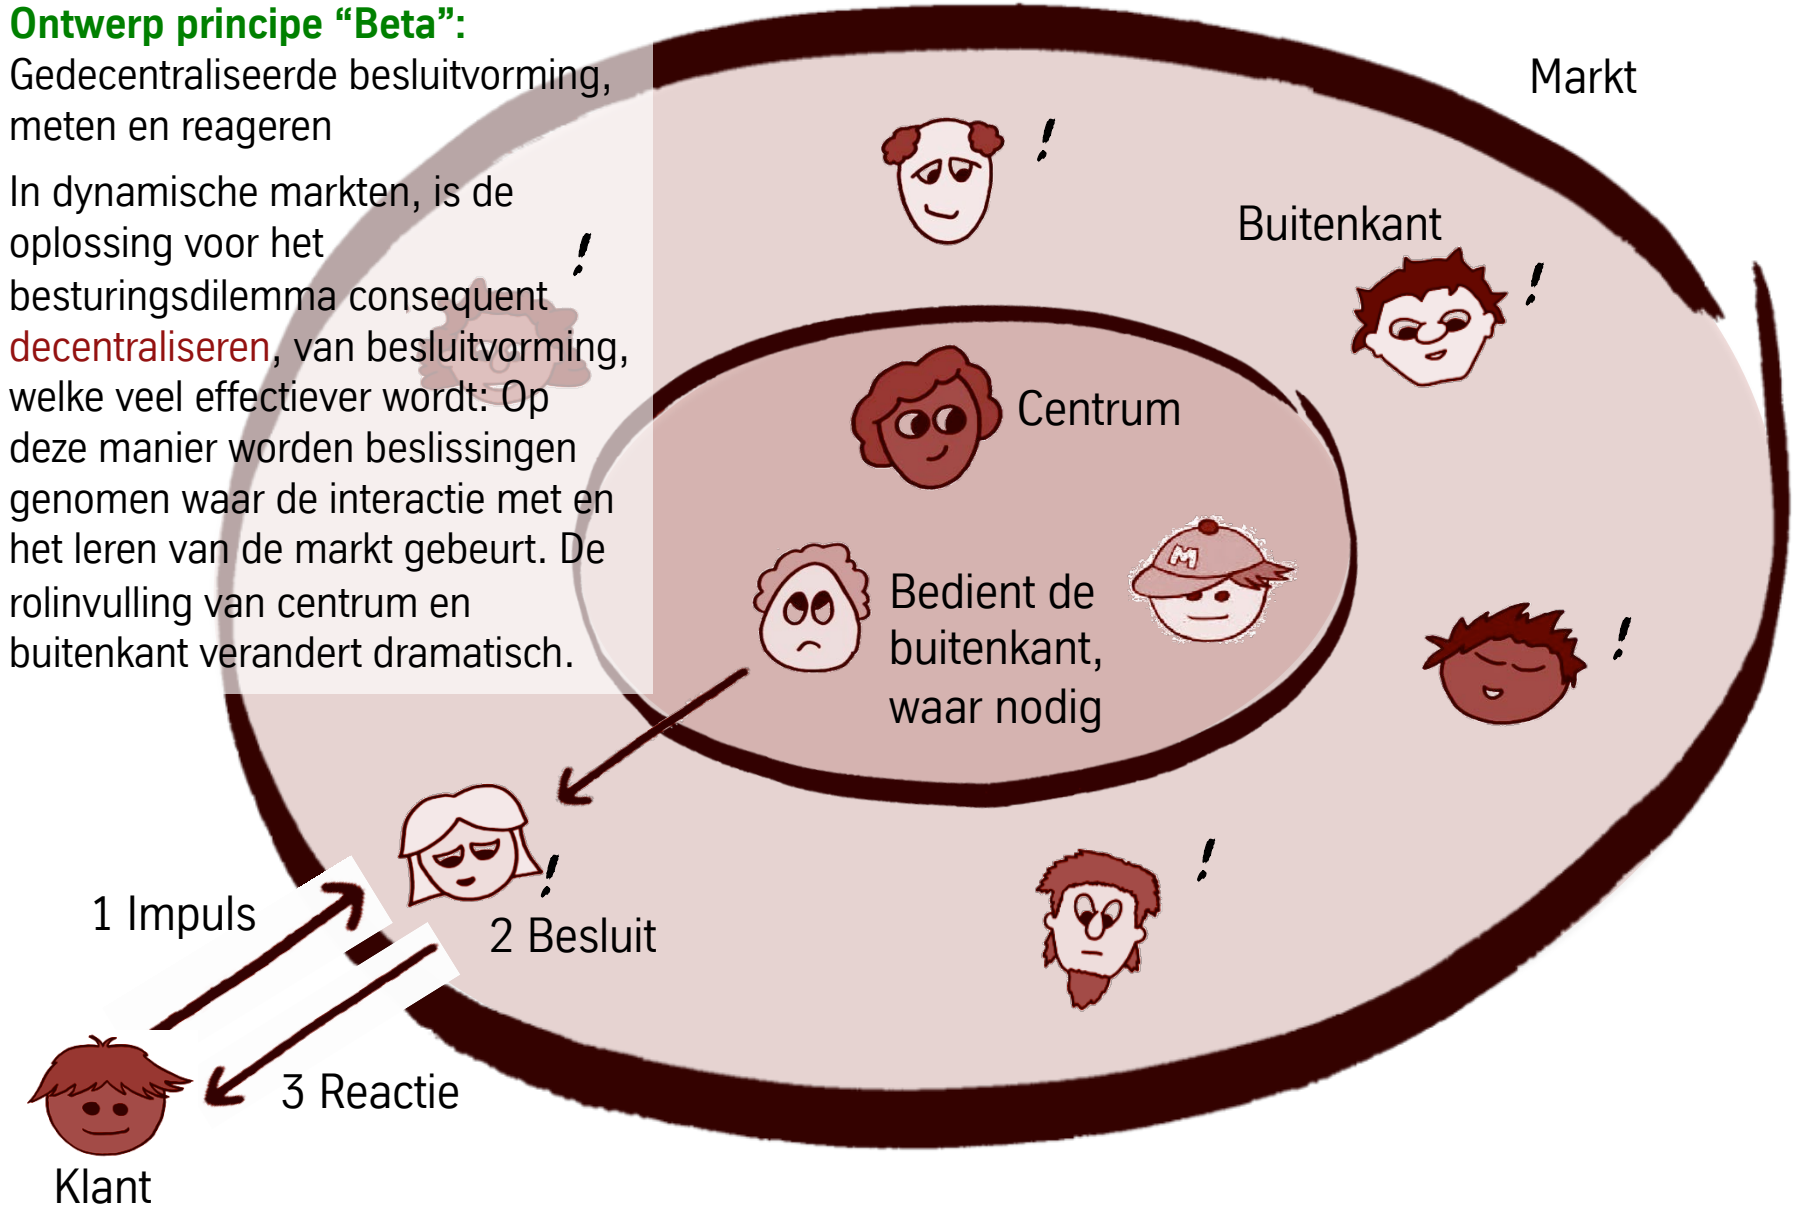 Ontwerp principe “Beta”:
Gedecentraliseerde besluitvorming,
meten en reageren
In dynamische markten, is de
oplossing voor het
besturingsdilemma consequent
decentraliseren, van besluitvorming,
welke veel effectiever wordt: Op
deze manier worden beslissingen
genomen waar de interactie met en
het leren van de markt gebeurt. De
rolinvulling van centrum en
buitenkant verandert dramatisch.
Markt
!
Buitenkant
!
!
Centrum
M
Bedient de
buitenkant,
waar nodig
!
!
!
1 Impuls
2 Besluit
3 Reactie
Klant